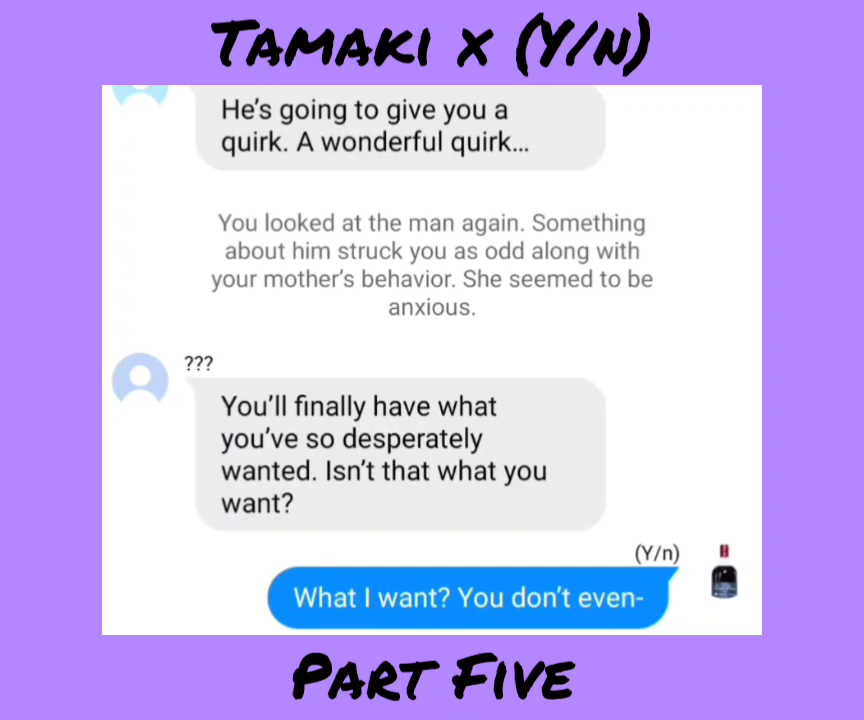 TAMAKI x (Y/N)
He's going to give you a
quirk. A wonderful quirk...
You looked at the man again. Something
about him struck you as odd along with
your mother's behavior. She seemed to be
anxious.
???
You'll finally have what
you've so desperately
wanted. Isn't that what you
want?
(Y/n)
What I want? You don't even-
PART FIVE